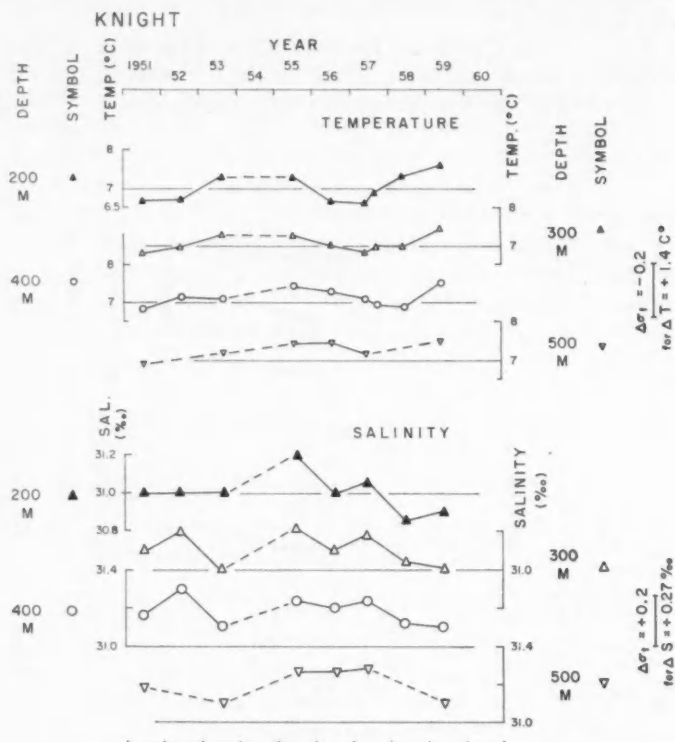 KNIGHT
YEAR
1951 52 53 54 55 56 57 58 59 60
DEPTH
SYMBOL
TEMP (°C)
TEMPERATURE
TEMP. (°C)
DEPTH
SYMBOL
8
200 M
7
6.5
8
300 M
7
8
400 M
7
8
500 M
7
Δσt = -0.2
for ΔT = + 1.4 C°
SAL. (‰)
SALINITY
SALINITY (‰)
31.2
200 M
31.0
30.8
300 M
31.4
31.0
400 M
31.0
31.4
500 M
31.0
Δσt = +0.2
for Δ S = +0.27 ‰